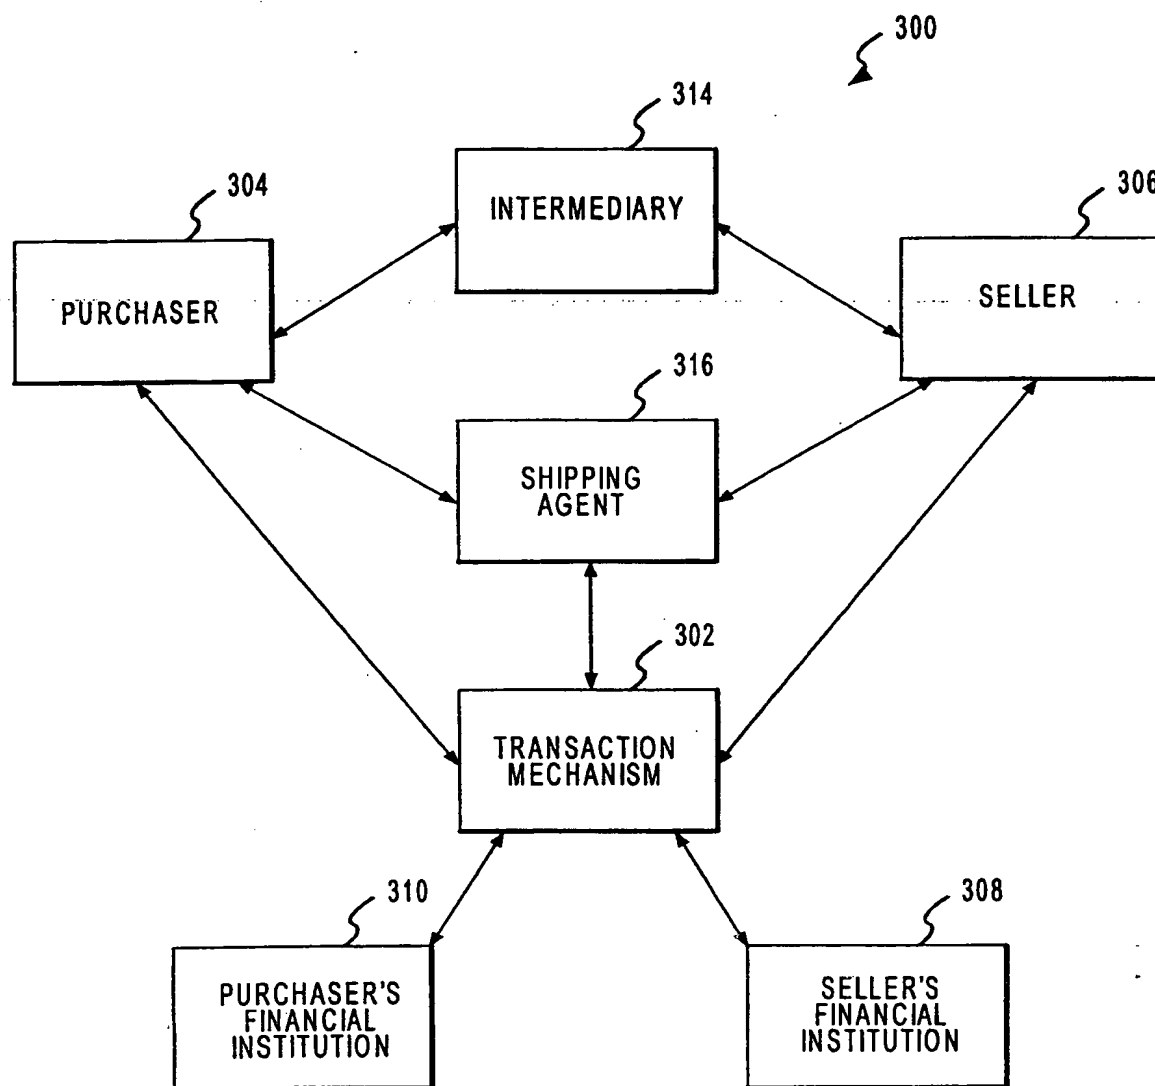 300
314
INTERMEDIARY
304
PURCHASER
306
SELLER
316
SHIPPING
AGENT
302
TRANSACTION
MECHANISM
310
PURCHASER'S
FINANCIAL
INSTITUTION
308
SELLER'S
FINANCIAL
INSTITUTION